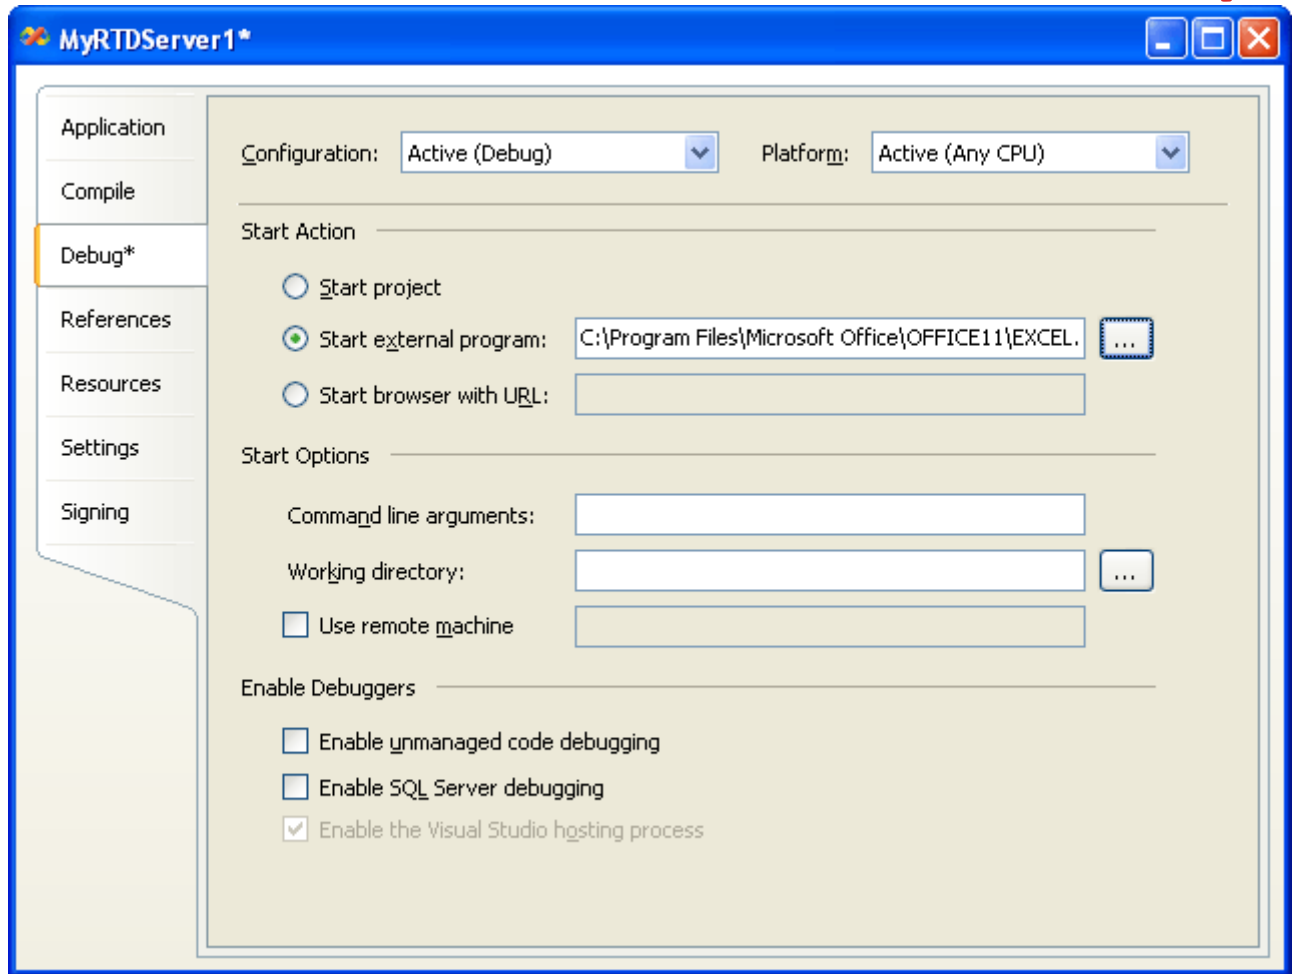 MyRTDServer1*
Application
Compile
Debug*
References
Resources
Settings
Signing
Configuration: Active (Debug) Platform: Active (Any CPU)
Start Action
Start project
Start external program: C:\Program Files\Microsoft Office\OFFICE11\EXCEL. ...
Start browser with URL:
Start Options
Command line arguments:
Working directory: ...
Use remote machine
Enable Debuggers
Enable unmanaged code debugging
Enable SQL Server debugging
Enable the Visual Studio hosting process